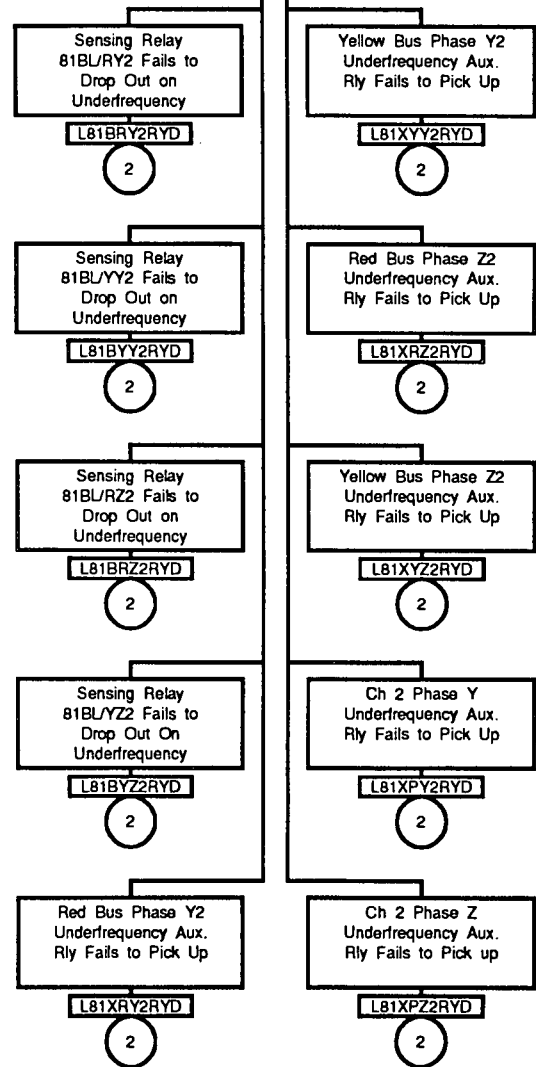 Sensing Relay
81BL/RY2 Fails to
Drop Out on
Underfrequency
L81BRY2RYD
2
Yellow Bus Phase Y2
Underfrequency Aux.
Rly Fails to Pick Up
L81XYY2RYD
2
Sensing Relay
81BL/YY2 Fails to
Drop Out on
Underfrequency
L81BYY2RYD
2
Red Bus Phase Z2
Underfrequency Aux.
Rly Fails to Pick Up
L81XRZ2RYD
2
Sensing Relay
81BL/RZ2 Fails to
Drop Out on
Underfrequency
L81BRZ2RYD
2
Yellow Bus Phase Z2
Underfrequency Aux.
Rly Fails to Pick Up
L81XYZ2RYD
2
Sensing Relay
81BL/YZ2 Fails to
Drop Out On
Underfrequency
L81BYZ2RYD
2
Ch 2 Phase Y
Underfrequency Aux.
Rly Fails to Pick Up
L81XPY2RYD
2
Red Bus Phase Y2
Underfrequency Aux.
Rly Fails to Pick Up
L81XRY2RYD
2
Ch 2 Phase Z
Underfrequency Aux.
Rly Fails to Pick up
L81XPZ2RYD
2